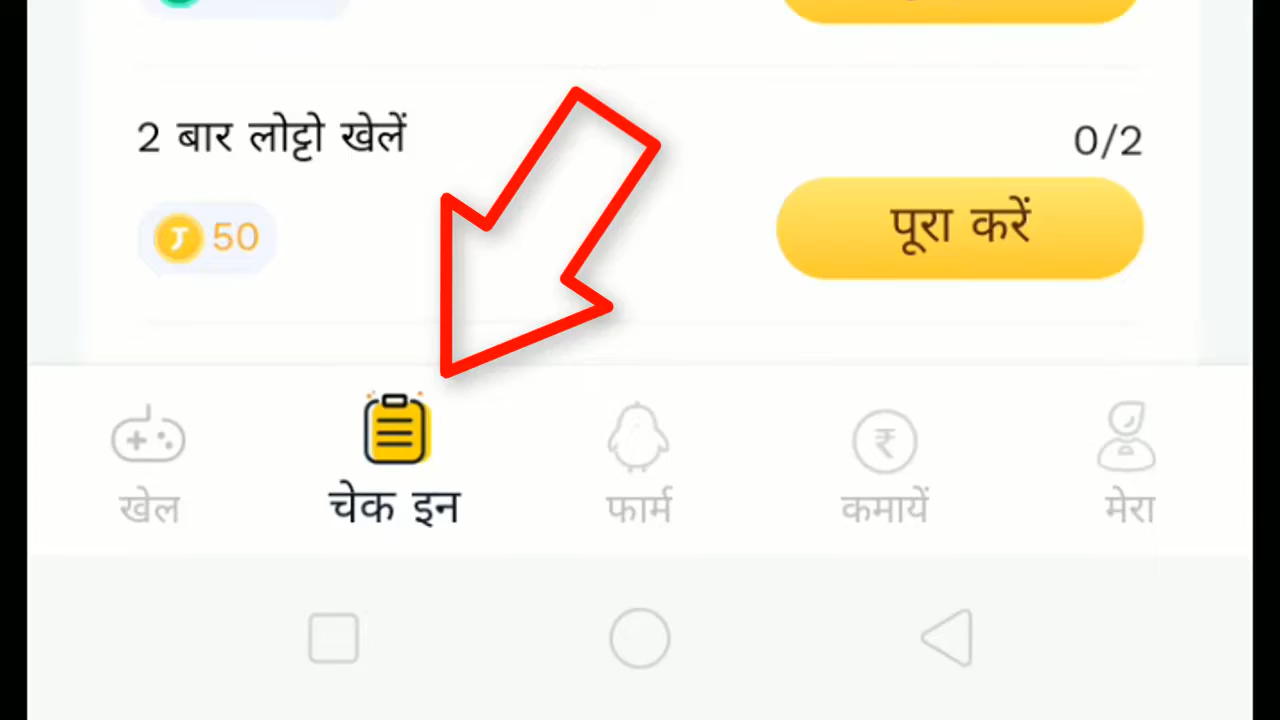 2 बार लोट्टो खेलें
0/2
50
पूरा करें
खेल
चेक इन
फार्म
कमायें
मेरा